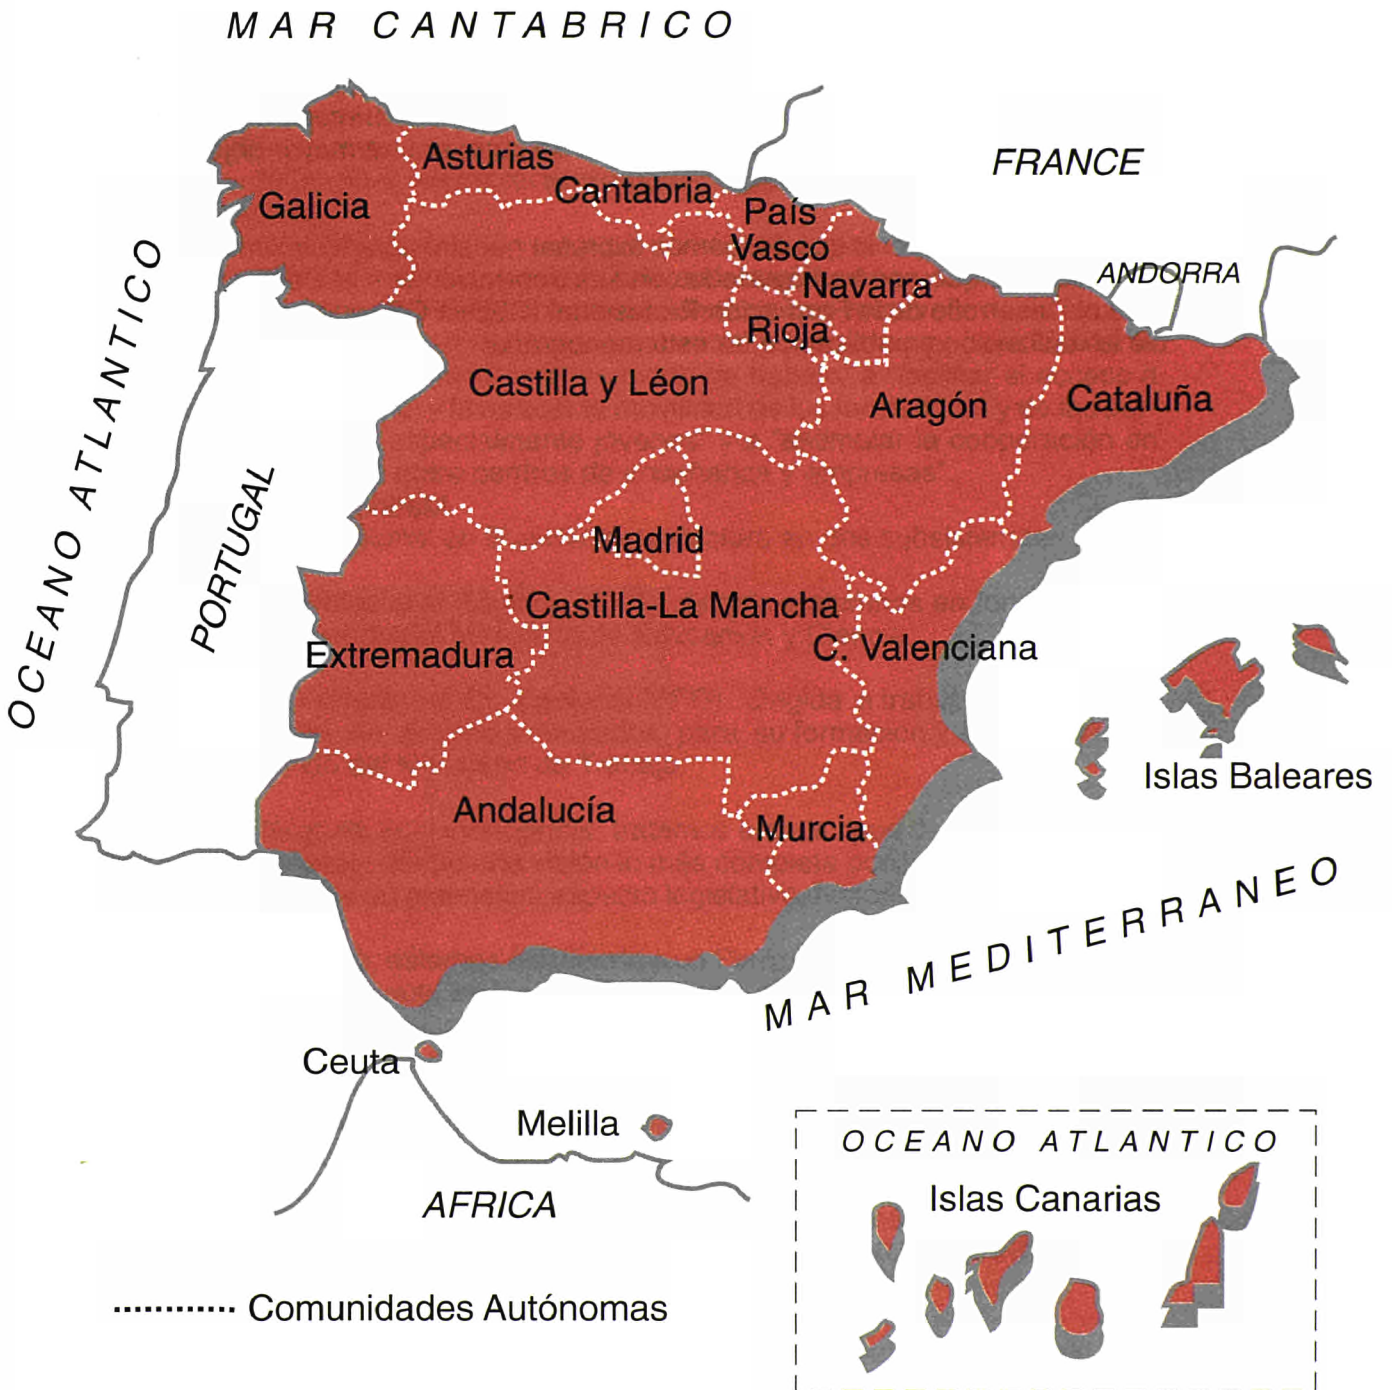 MAR CANTABRICO
FRANCE
Asturias
Cantabria
Galicia
País
Vasco
ANDORRA
Navarra
Rioja
OCEANO ATLANTICO
Castilla y Léon
Aragón
Cataluña
PORTUGAL
Madrid
Castilla-La Mancha
C. Valenciana
Extremadura
Islas Baleares
Andalucía
Murcia
MAR MEDITERRANEO
Ceuta
Melilla
AFRICA
OCEANO ATLANTICO
Islas Canarias
Comunidades Autónomas